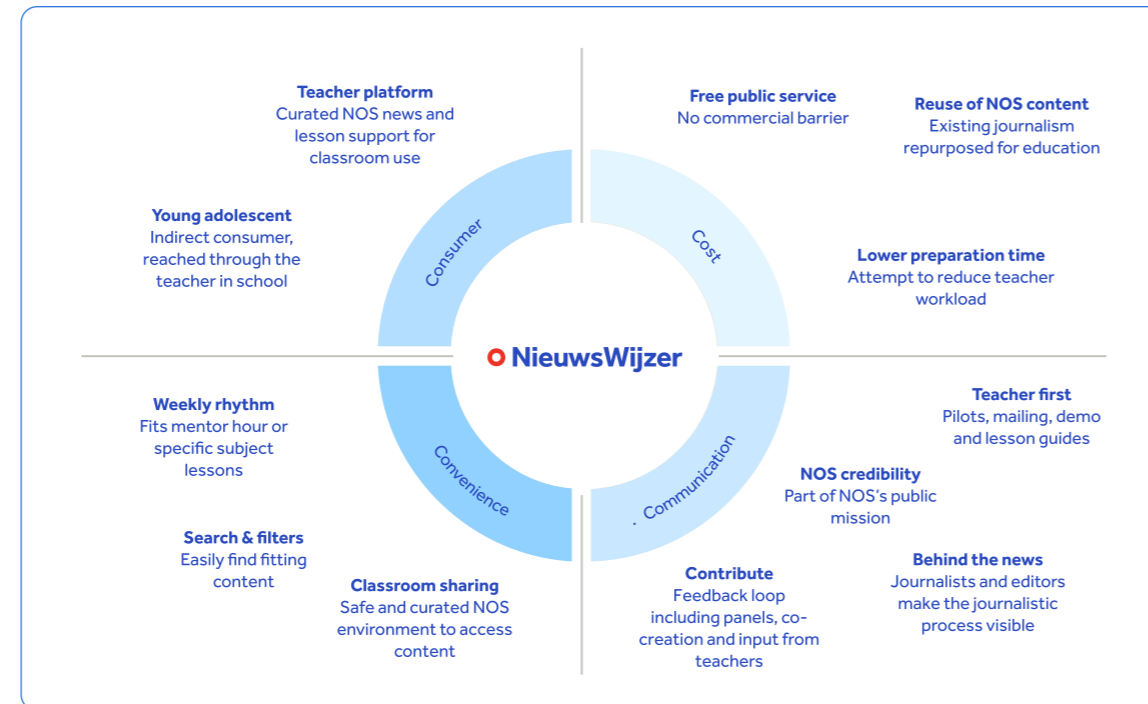 Teacher platform
Curated NOS news and
lesson support for
classroom use
Young adolescent
Indirect consumer,
reached through the
teacher in school
Consumer
Free public service
No commercial barrier
Reuse of NOS content
Existing journalism
repurposed for education
Lower preparation time
Attempt to reduce teacher
workload
Cost
NieuwsWijzer
Weekly rhythm
Fits mentor hour or
specific subject
lessons
Search & filters
Easily find fitting
content
Classroom sharing
Safe and curated NOS
environment to access
content
Convenience
Teacher first
Pilots, mailing, demo
and lesson guides
NOS credibility
Part of NOS's public
mission
Behind the news
Journalists and editors
make the journalistic
process visible
Contribute
Feedback loop
including panels, co-
creation and input from
teachers
. Communication